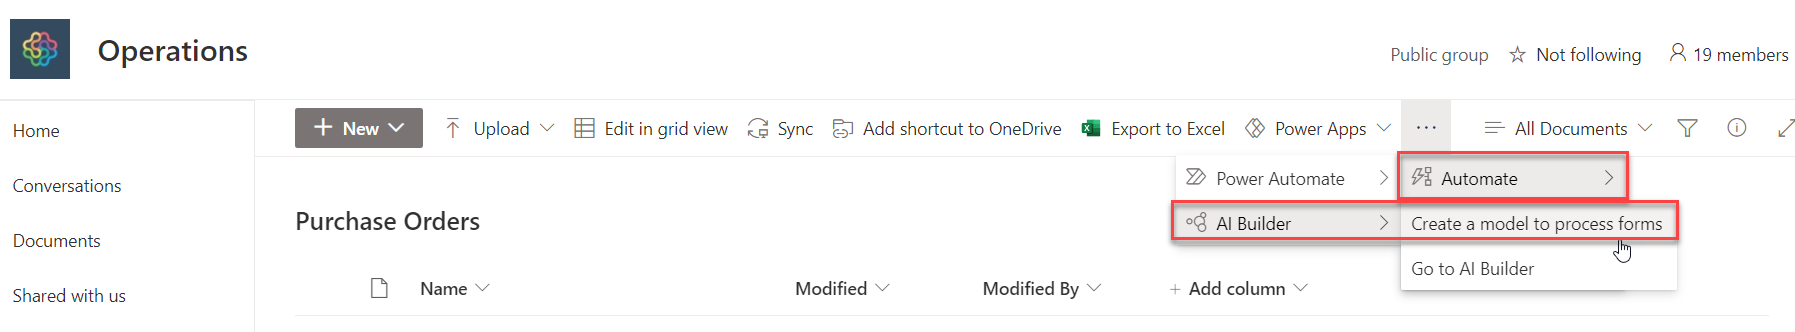 Operations
Public group Not following 19 members
Home
Conversations
Documents
Shared with us
New Upload Edit in grid view Sync Add shortcut to OneDrive Export to Excel Power Apps ... All Documents
Power Automate Automate
AI Builder Create a model to process forms
Go to AI Builder
Purchase Orders
Name Modified Modified By + Add column